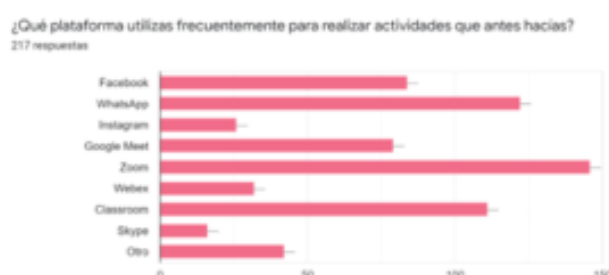 ¿Qué plataforma utilizas frecuentemente para realizar actividades que antes hacías?
217 respuestas
Facebook
WhatsApp
Instagram
Google Meet
Zoom
Webex
Classroom
Skype
Otro
0 50 100 150